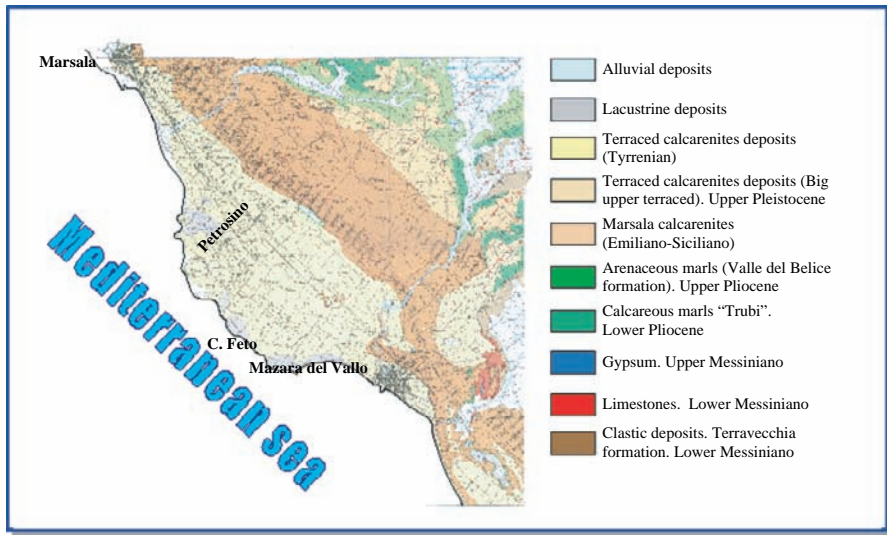 Marsala
Petrosino
C. Feto
Mazara del Vallo
Mediterranean sea
Alluvial deposits
Lacustrine deposits
Terraced calcarenites deposits
(Tyrrenian)
Terraced calcarenites deposits (Big
upper terraced). Upper Pleistocene
Marsala calcarenites
(Emiliano-Siciliano)
Arenaceous marls (Valle del Belice
formation). Upper Pliocene
Calcareous marls “Trubi”.
Lower Pliocene
Gypsum. Upper Messiniano
Limestones. Lower Messiniano
Clastic deposits. Terravecchia
formation. Lower Messiniano